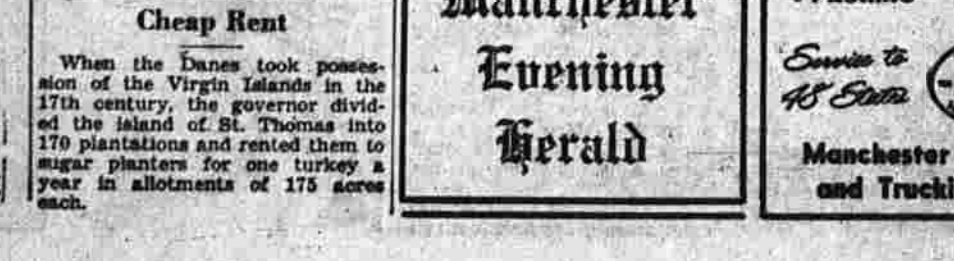 Cheap Rent
When the Danes took posses-
sion of the Virgin Islands in the
17th century, the governor divid-
ed the island of St. Thomas into
170 plantations and rented them to
sugar planters for one turkey a
year in allotments of 175 acres
each.
Manchester
Evening
Herald
Service to
48 States
Manchester
and Trucki